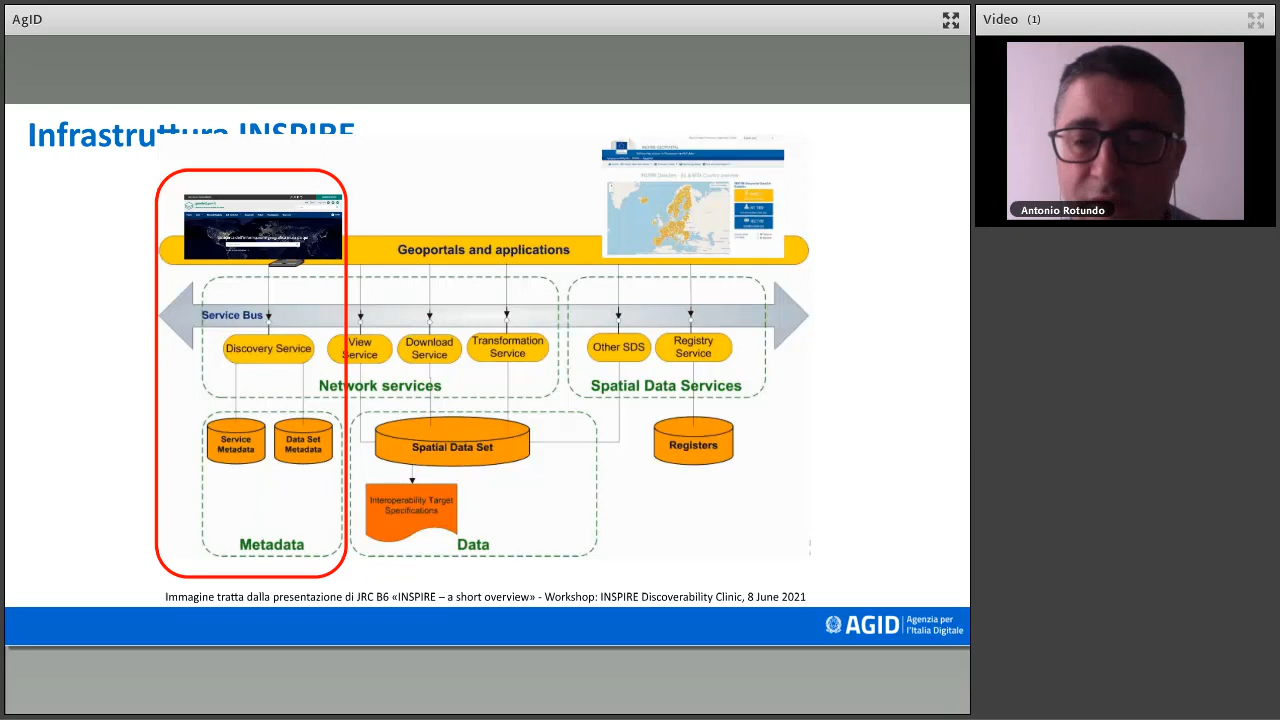 AgID
Video (1)
Infrastruttura INSPIRE
Antonio Rotundo
INSPIRE GEOPORTAL
Geoportals and applications
Service Bus
Discovery Service
View
Service
Download
Service
Transformation
Service
Other SDS
Registry
Service
Network services
Spatial Data Services
Service
Metadata
Data Set
Metadata
Spatial Data Set
Registers
Interoperability Target
Specifications
Metadata
Data
Immagine tratta dalla presentazione di JRC B6 «INSPIRE – a short overview» - Workshop: INSPIRE Discoverability Clinic, 8 June 2021
AGID
Agenzia per
l'Italia Digitale